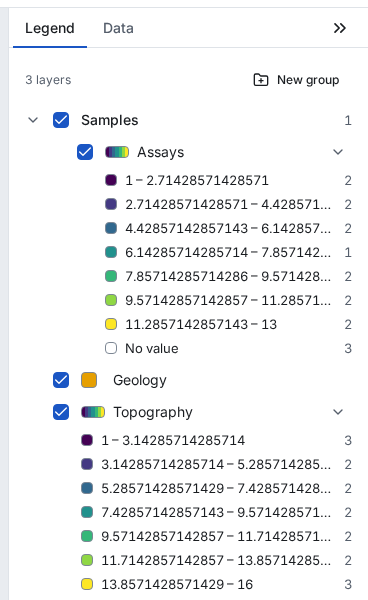 Legend Data
3 layers New group
Samples 1
Assays
1 – 2.71428571428571 2
2.71428571428571 – 4.428571... 2
4.42857142857143 – 6.142857... 2
6.14285714285714 – 7.857142... 1
7.85714285714286 – 9.571428... 2
9.57142857142857 – 11.28571... 2
11.2857142857143 – 13 2
No value 3
Geology
Topography
1 – 3.14285714285714 3
3.14285714285714 – 5.285714285... 2
5.28571428571429 – 7.428571428... 2
7.42857142857143 – 9.571428571... 2
9.57142857142857 – 11.71428571... 2
11.7142857142857 – 13.85714285... 2
13.8571428571429 – 16 3